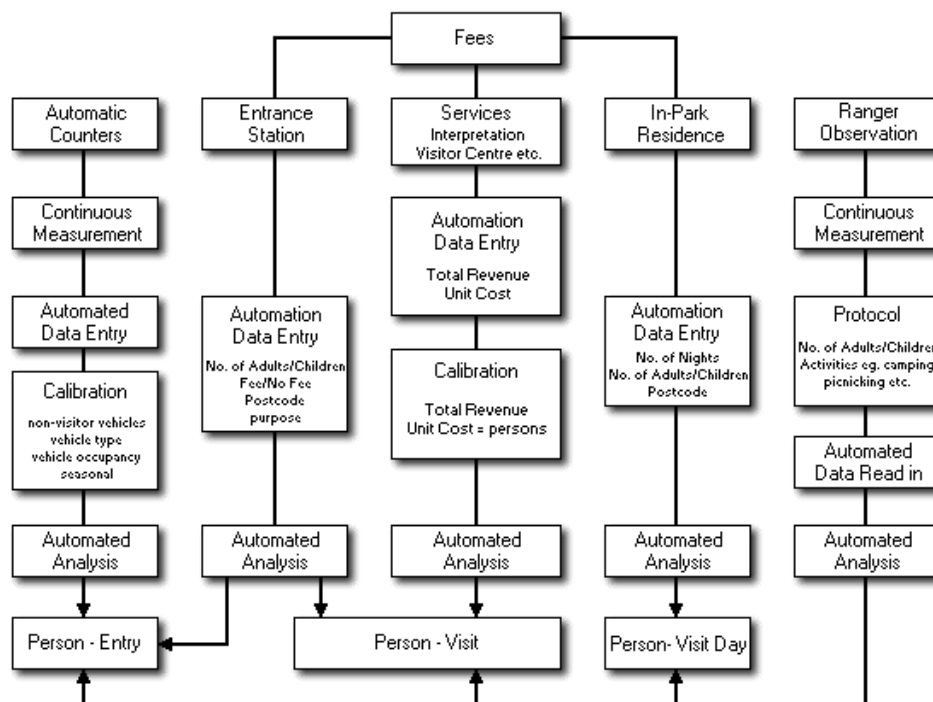 Fees
Automatic
Counters
Entrance
Station
Services
Interpretation
Visitor Centre etc.
In-Park
Residence
Ranger
Observation
Continuous
Measurement
Automation
Data Entry
Total Revenue
Unit Cost
Continuous
Measurement
Automated
Data Entry
Automation
Data Entry
No. of Adults/Children
Fee/No Fee
Postcode
purpose
Automation
Data Entry
No. of Nights
No. of Adults/Children
Postcode
Protocol
No. of Adults/Children
Activities eg. camping
picnicking etc.
Calibration
non-visitor vehicles
vehicle type
vehicle occupancy
seasonal
Calibration
Total Revenue
Unit Cost = persons
Automated
Data Read in
Automated
Analysis
Automated
Analysis
Automated
Analysis
Automated
Analysis
Automated
Analysis
Person - Entry
Person - Visit
Person- Visit Day